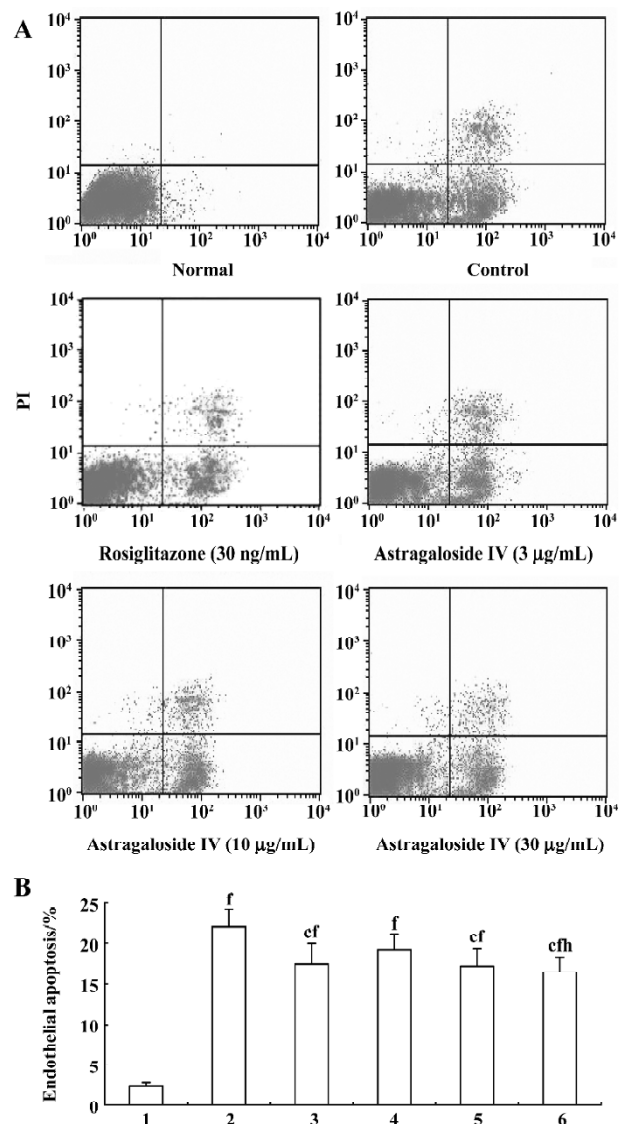 A
10⁴ 10⁴
10³ 10³
10² 10²
10¹ 10¹
10⁰ 10⁰
10⁰ 10¹ 10² 10³ 10⁴ 10⁰ 10¹ 10² 10³ 10⁴
Normal Control
PI
10⁴ 10⁴
10³ 10³
10² 10²
10¹ 10¹
10⁰ 10⁰
10⁰ 10¹ 10² 10³ 10⁴ 10⁰ 10¹ 10² 10³ 10⁴
Rosiglitazone (30 ng/mL) Astragaloside IV (3 μg/mL)
10⁴ 10⁴
10³ 10³
10² 10²
10¹ 10¹
10⁰ 10⁰
10⁰ 10¹ 10² 10³ 10⁴ 10⁰ 10¹ 10² 10³ 10⁴
Astragaloside IV (10 μg/mL) Astragaloside IV (30 μg/mL)
B
Endothelial apoptosis/%
25
20
15
10
5
0
f cf f cf cfh
1 2 3 4 5 6